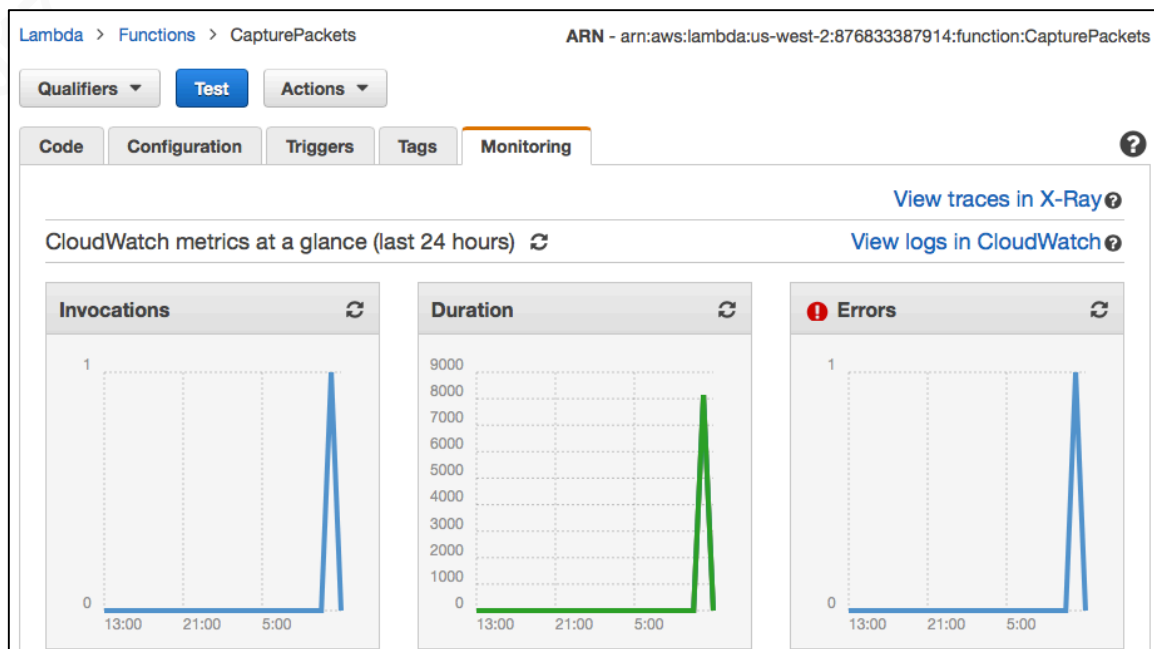 Lambda > Functions > CapturePackets ARN - arn:aws:lambda:us-west-2:876833387914:function:CapturePackets
Qualifiers Test Actions
Code Configuration Triggers Tags Monitoring ?
View traces in X-Ray ?
CloudWatch metrics at a glance (last 24 hours) View logs in CloudWatch ?
Invocations
1
0
13:00 21:00 5:00
Duration
9000
8000
7000
6000
5000
4000
3000
2000
1000
0
13:00 21:00 5:00
! Errors
1
0
13:00 21:00 5:00